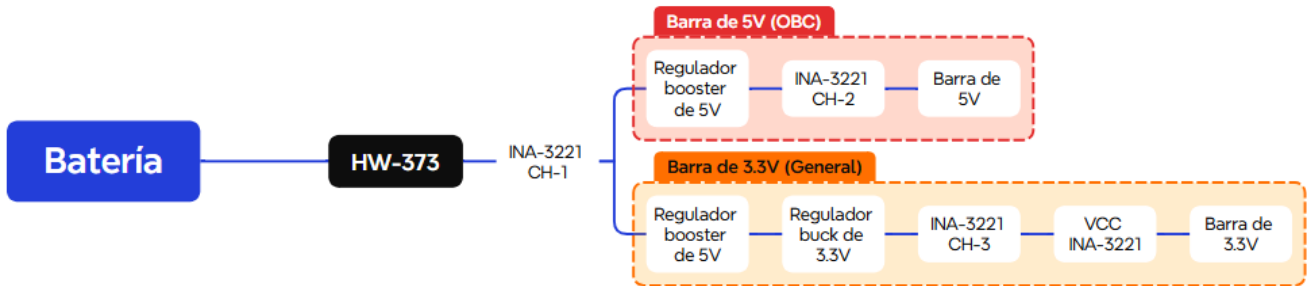 Barra de 5V (OBC)
Regulador
booster
de 5V
INA-3221
CH-2
Barra de
5V
Batería
HW-373
INA-3221
CH-1
Barra de 3.3V (General)
Regulador
booster
de 5V
Regulador
buck de
3.3V
INA-3221
CH-3
VCC
INA-3221
Barra de
3.3V